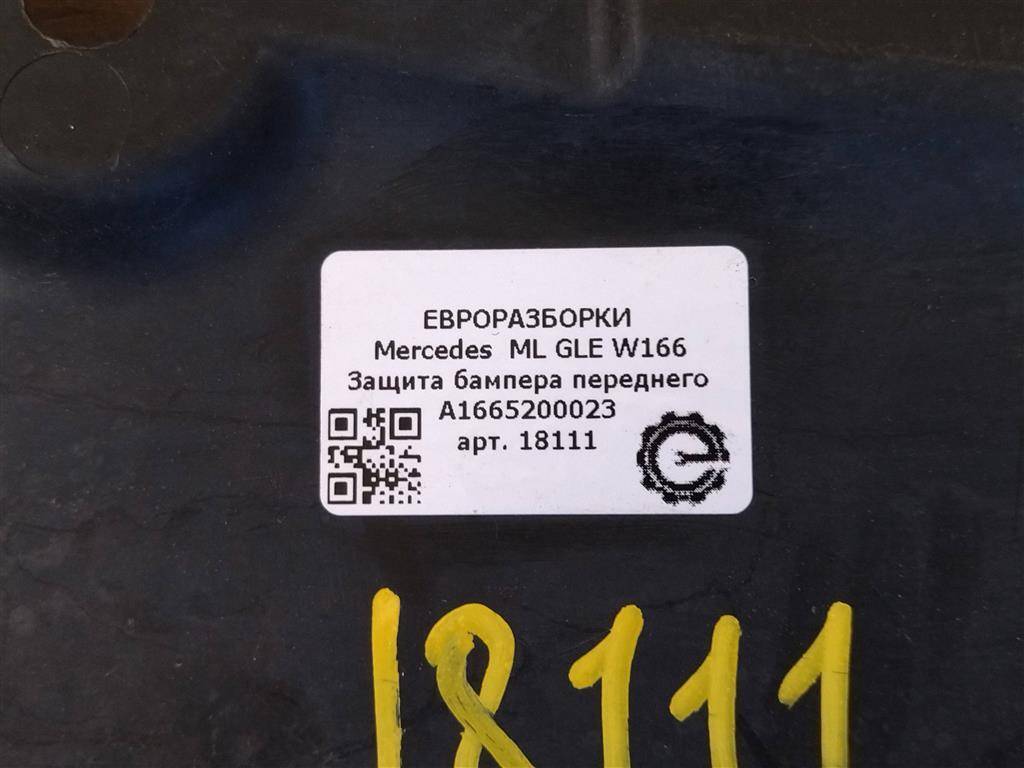 ЕВРОРАЗБОРКИ
Mercedes ML GLE W166
Защита бампера переднего
A1665200023
арт. 18111
18111